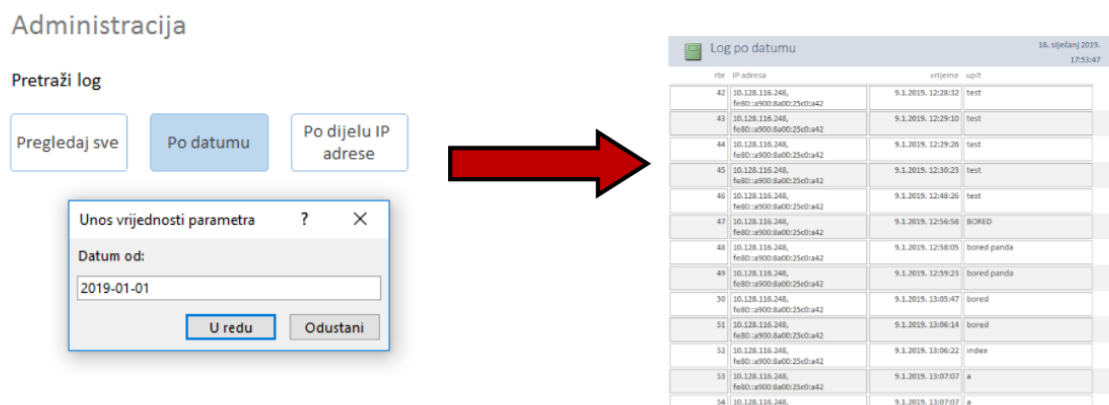 Administracija
Pretraži log
Pregledaj sve
Po datumu
Po dijelu IP
adrese
Unos vrijednosti parametra ? ×
Datum od:
2019-01-01
U redu
Odustani
Log po datumu
16. siječanj 2019.
17:53:47
rbr IP adresa vrijeme upit
42 10.128.116.248, 9.1.2019. 12:28:32 test
fe80::a900:8a00:25c0:a42
43 10.128.116.248, 9.1.2019. 12:29:10 test
fe80::a900:8a00:25c0:a42
44 10.128.116.248, 9.1.2019. 12:29:26 test
fe80::a900:8a00:25c0:a42
45 10.128.116.248, 9.1.2019. 12:30:23 test
fe80::a900:8a00:25c0:a42
46 10.128.116.248, 9.1.2019. 12:48:26 test
fe80::a900:8a00:25c0:a42
47 10.128.116.248, 9.1.2019. 12:56:58 BORED
fe80::a900:8a00:25c0:a42
48 10.128.116.248, 9.1.2019. 12:58:05 bored panda
fe80::a900:8a00:25c0:a42
49 10.128.116.248, 9.1.2019. 12:59:23 bored panda
fe80::a900:8a00:25c0:a42
50 10.128.116.248, 9.1.2019. 13:05:47 bored
fe80::a900:8a00:25c0:a42
51 10.128.116.248, 9.1.2019. 13:06:14 bored
fe80::a900:8a00:25c0:a42
52 10.128.116.248, 9.1.2019. 13:06:22 index
fe80::a900:8a00:25c0:a42
53 10.128.116.248, 9.1.2019. 13:07:07 a
fe80::a900:8a00:25c0:a42
54 10.128.116.248, 9.1.2019. 13:07:07 a